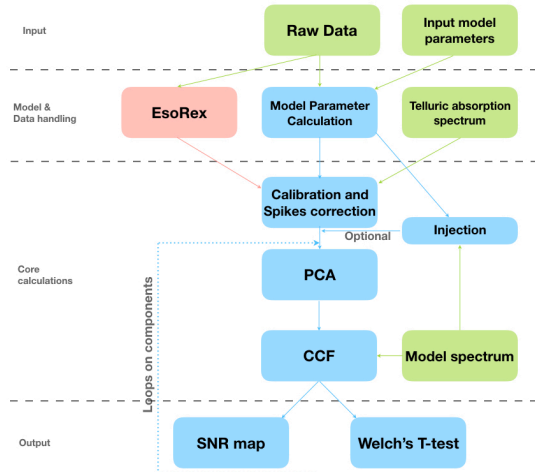 Input
Raw Data
Input model
parameters
Model &
Data handling
EsoRex
Model Parameter
Calculation
Telluric absorption
spectrum
Calibration and
Spikes correction
Optional
Injection
Loops on components
Core
calculations
PCA
CCF
Model spectrum
Output
SNR map
Welch's T-test